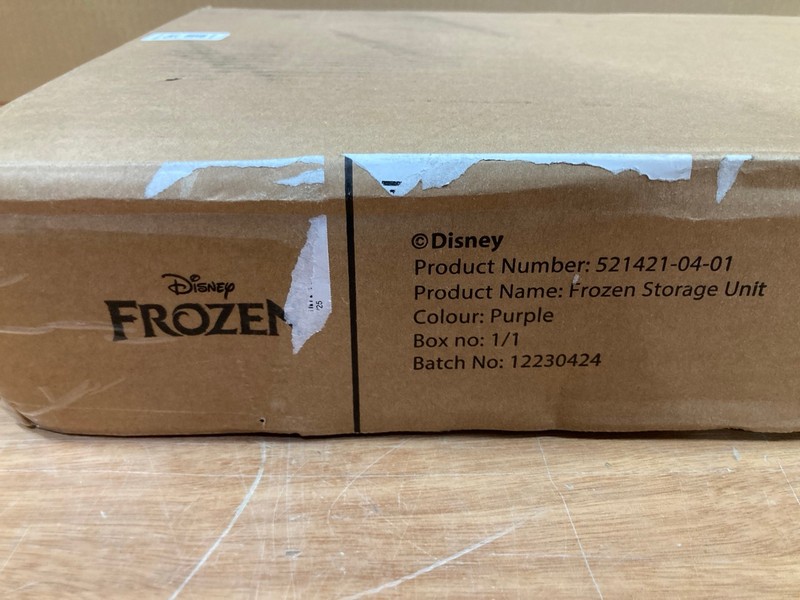 Disney
FROZEN
25
©Disney
Product Number: 521421-04-01
Product Name: Frozen Storage Unit
Colour: Purple
Box no: 1/1
Batch No: 12230424